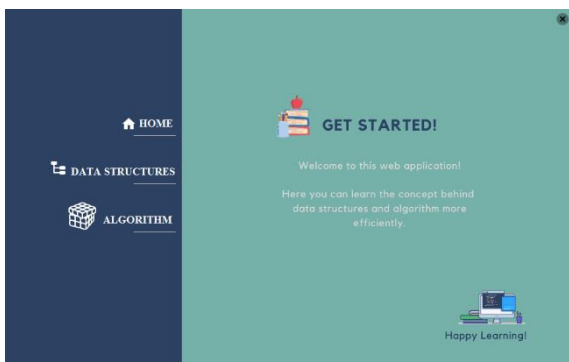 HOME
DATA STRUCTURES
ALGORITHM
GET STARTED!
Welcome to this web application!
Here you can learn the concept behind
data structures and algorithm more
efficiently.
Happy Learning!